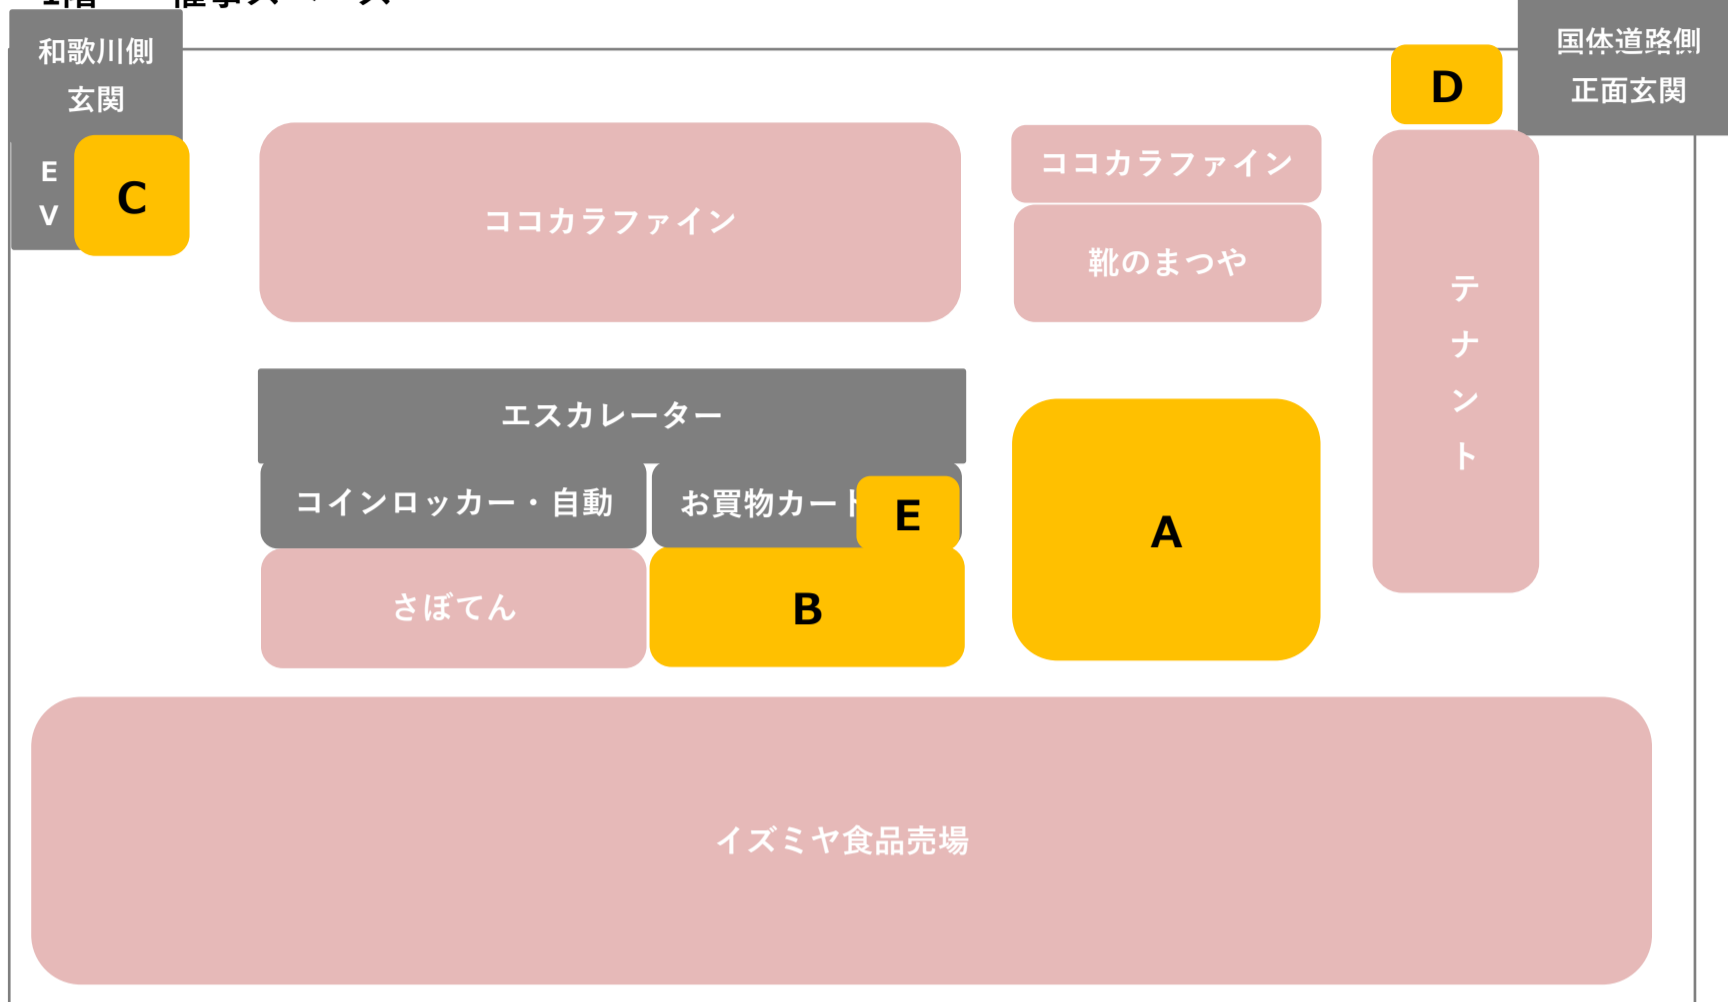 和歌川側
玄関
国体道路側
正面玄関
D
E
V
C
ココカラファイン
ココカラファイン
靴のまつや
テ
ナ
ン
ト
エスカレーター
コインロッカー・自動
お買物カート
E
A
さぼてん
B
イズミヤ食品売場